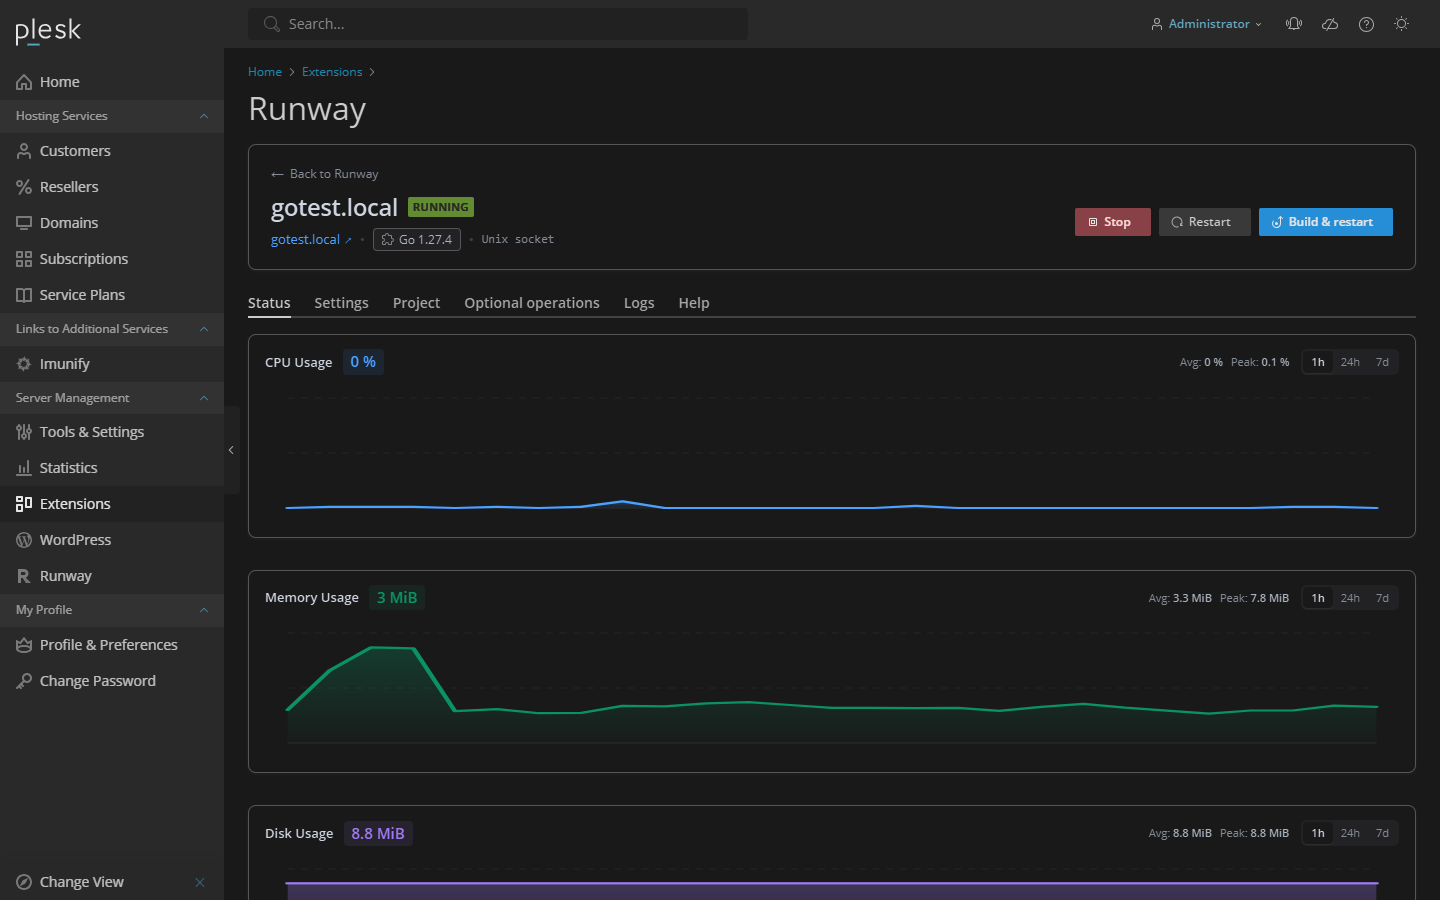 plesk
Search...
Administrator
Home
Hosting Services
Customers
Resellers
Domains
Subscriptions
Service Plans
Links to Additional Services
Imunify
Server Management
Tools & Settings
Statistics
Extensions
WordPress
Runway
My Profile
Profile & Preferences
Change Password
Change View
Home > Extensions >
Runway
← Back to Runway
gotest.local RUNNING
gotest.local ↗ • Go 1.27.4 • Unix socket
Stop Restart Build & restart
Status Settings Project Optional operations Logs Help
CPU Usage 0 % Avg: 0 % Peak: 0.1 % 1h 24h 7d
Memory Usage 3 MiB Avg: 3.3 MiB Peak: 7.8 MiB 1h 24h 7d
Disk Usage 8.8 MiB Avg: 8.8 MiB Peak: 8.8 MiB 1h 24h 7d